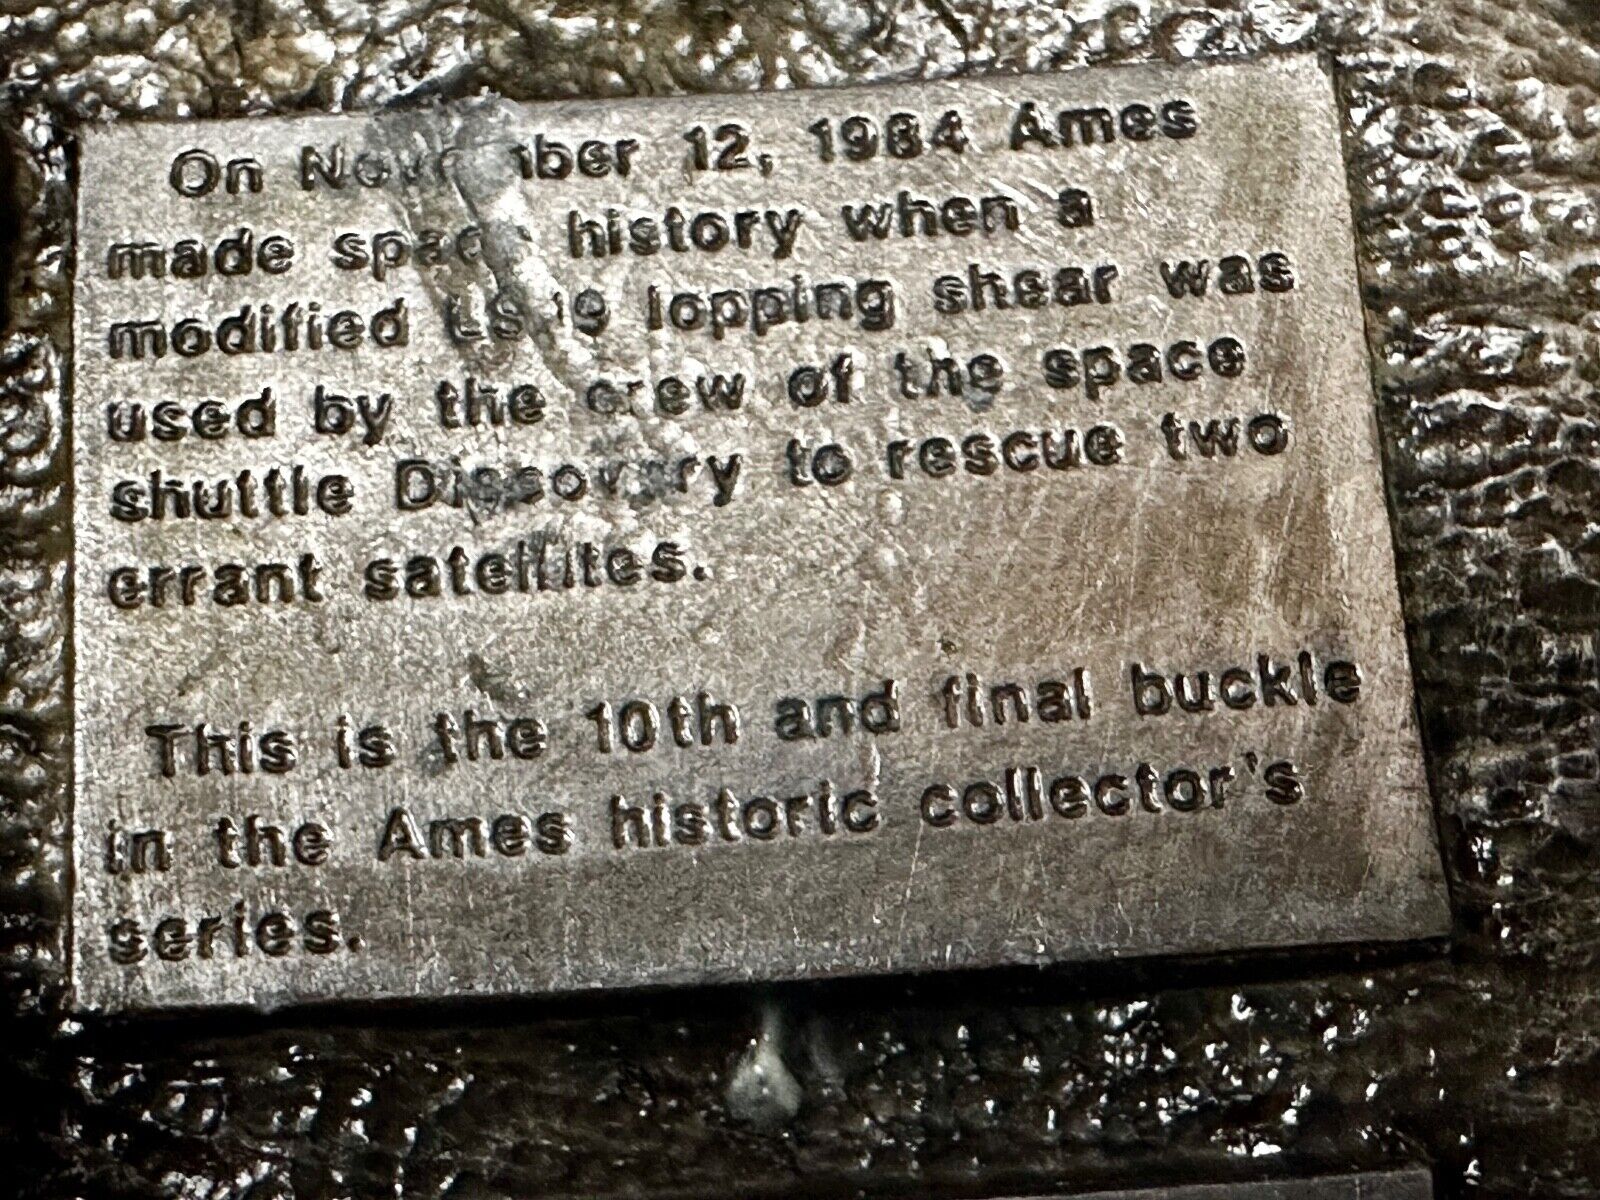 On November 12, 1984 Ames
made space history when a
modified lopping shear was
used by the crew of the space
shuttle Discovery to rescue two
errant satellites.
This is the 10th and final buckle
in the Ames historic collector's
series.